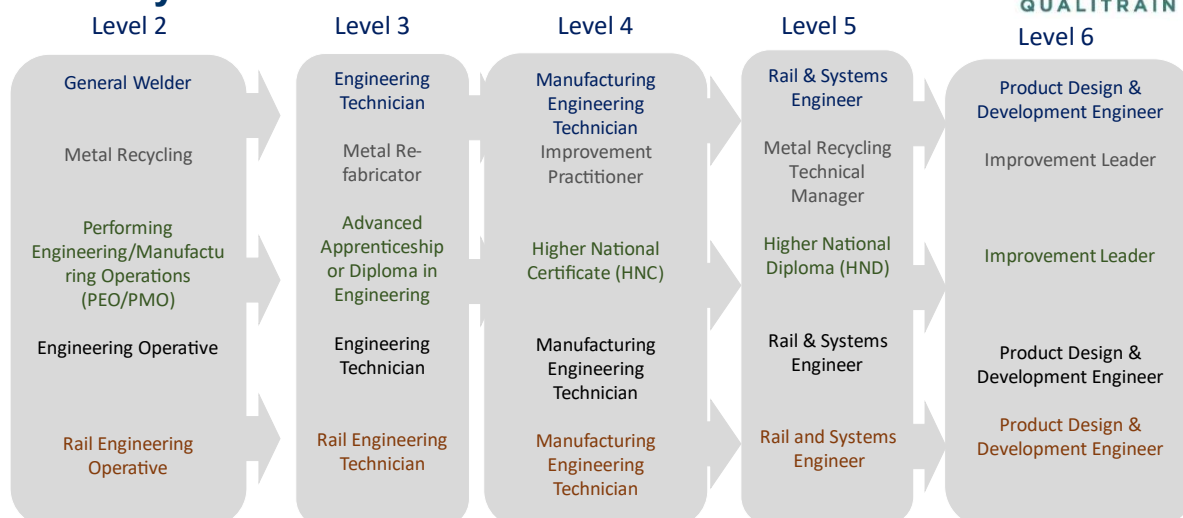 QUALITRAIN
Level 2
Level 3
Level 4
Level 5
Level 6
General Welder
Metal Recycling
Performing
Engineering/Manufactu
ring Operations
(PEO/PMO)
Engineering Operative
Rail Engineering
Operative
Engineering
Technician
Metal Re-
fabricator
Advanced
Apprenticeship
or Diploma in
Engineering
Engineering
Technician
Rail Engineering
Technician
Manufacturing
Engineering
Technician
Improvement
Practitioner
Higher National
Certificate (HNC)
Manufacturing
Engineering
Technician
Manufacturing
Engineering
Technician
Rail & Systems
Engineer
Metal Recycling
Technical
Manager
Higher National
Diploma (HND)
Rail & Systems
Engineer
Rail and Systems
Engineer
Product Design &
Development Engineer
Improvement Leader
Improvement Leader
Product Design &
Development Engineer
Product Design &
Development Engineer